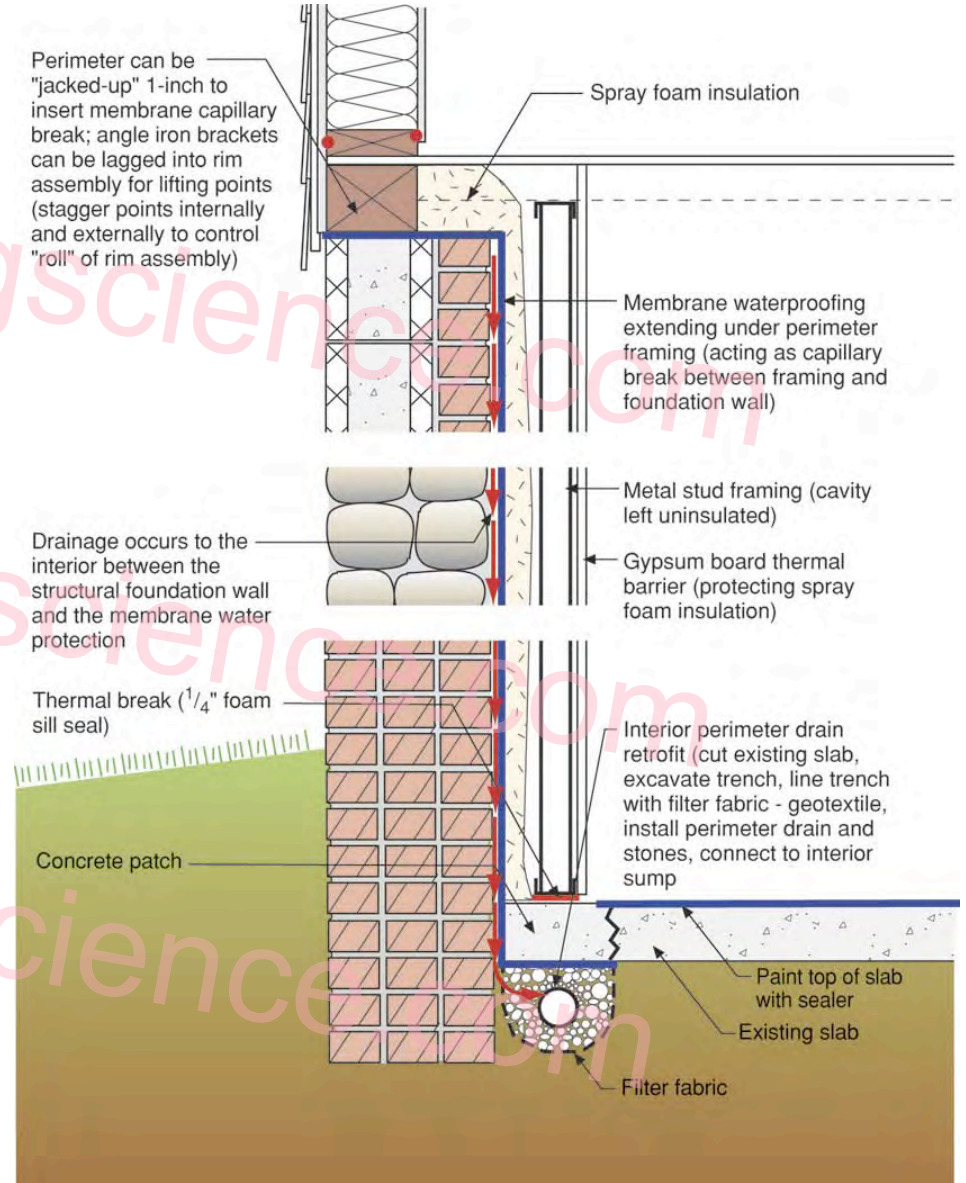 Perimeter can be
"jacked-up" 1-inch to
insert membrane capillary
break; angle iron brackets
can be lagged into rim
assembly for lifting points
(stagger points internally
and externally to control
"roll" of rim assembly)
Spray foam insulation
Membrane waterproofing
extending under perimeter
framing (acting as capillary
break between framing and
foundation wall)
Metal stud framing (cavity
left uninsulated)
Drainage occurs to the
interior between the
structural foundation wall
and the membrane water
protection
Gypsum board thermal
barrier (protecting spray
foam insulation)
Thermal break (1/4" foam
sill seal)
Interior perimeter drain
retrofit (cut existing slab,
excavate trench, line trench
with filter fabric - geotextile,
install perimeter drain and
stones, connect to interior
sump
Concrete patch
Paint top of slab
with sealer
Existing slab
Filter fabric
gscience.com
science.com
science.com